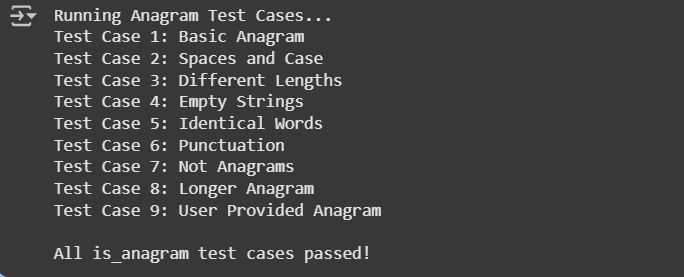 Running Anagram Test Cases...
Test Case 1: Basic Anagram
Test Case 2: Spaces and Case
Test Case 3: Different Lengths
Test Case 4: Empty Strings
Test Case 5: Identical Words
Test Case 6: Punctuation
Test Case 7: Not Anagrams
Test Case 8: Longer Anagram
Test Case 9: User Provided Anagram
All is_anagram test cases passed!